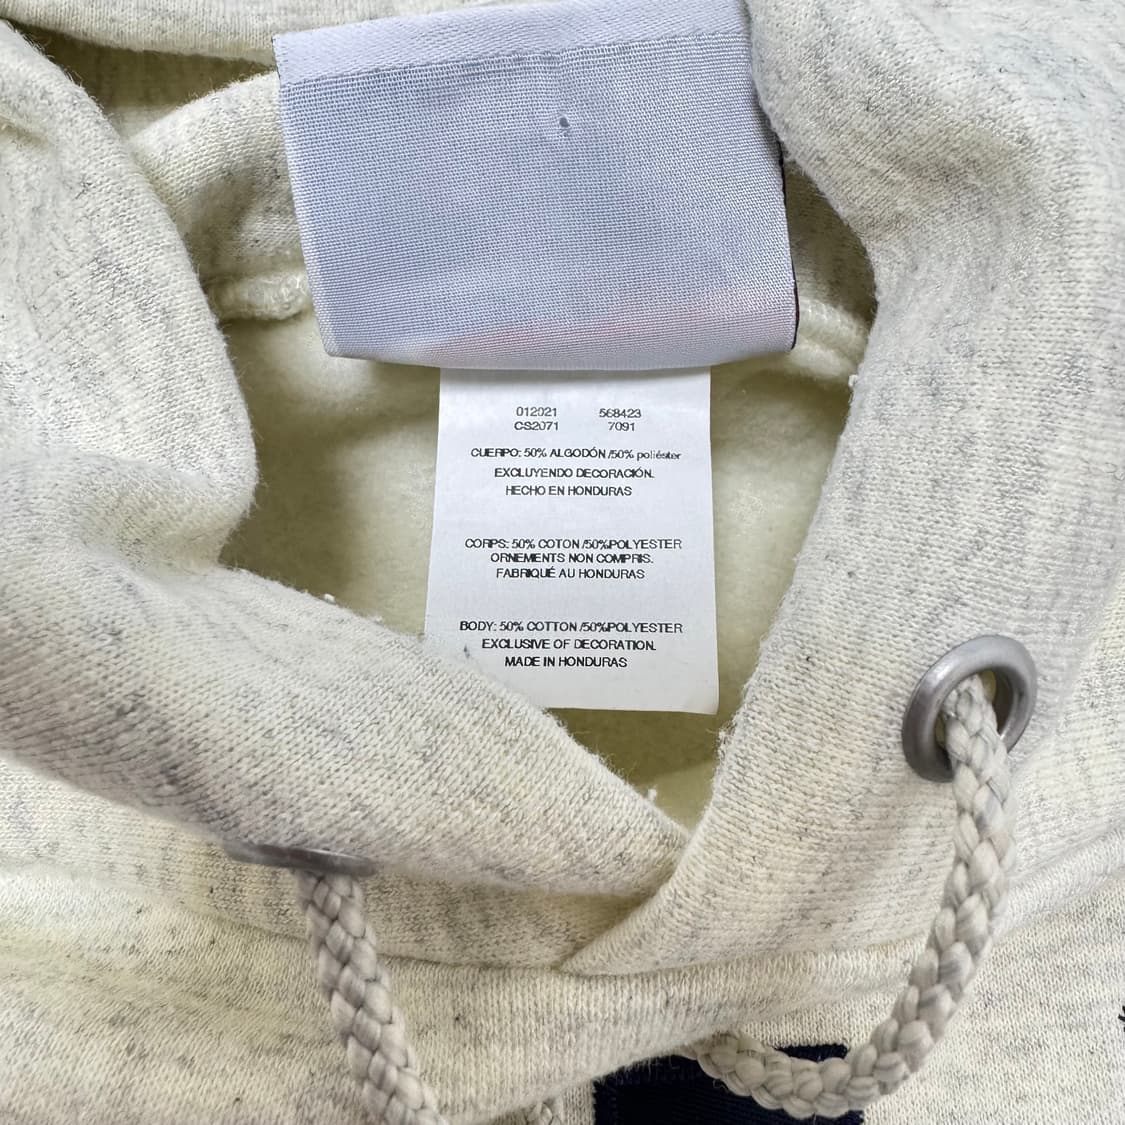 012021 568423
CS2071 7091
CUERPO: 50% ALGODÓN /50% poliéster
EXCLUYENDO DECORACIÓN.
HECHO EN HONDURAS
CORPS: 50% COTON /50%POLYESTER
ORNEMENTS NON COMPRIS.
FABRIQUÉ AU HONDURAS
BODY: 50% COTTON /50%POLYESTER
EXCLUSIVE OF DECORATION.
MADE IN HONDURAS